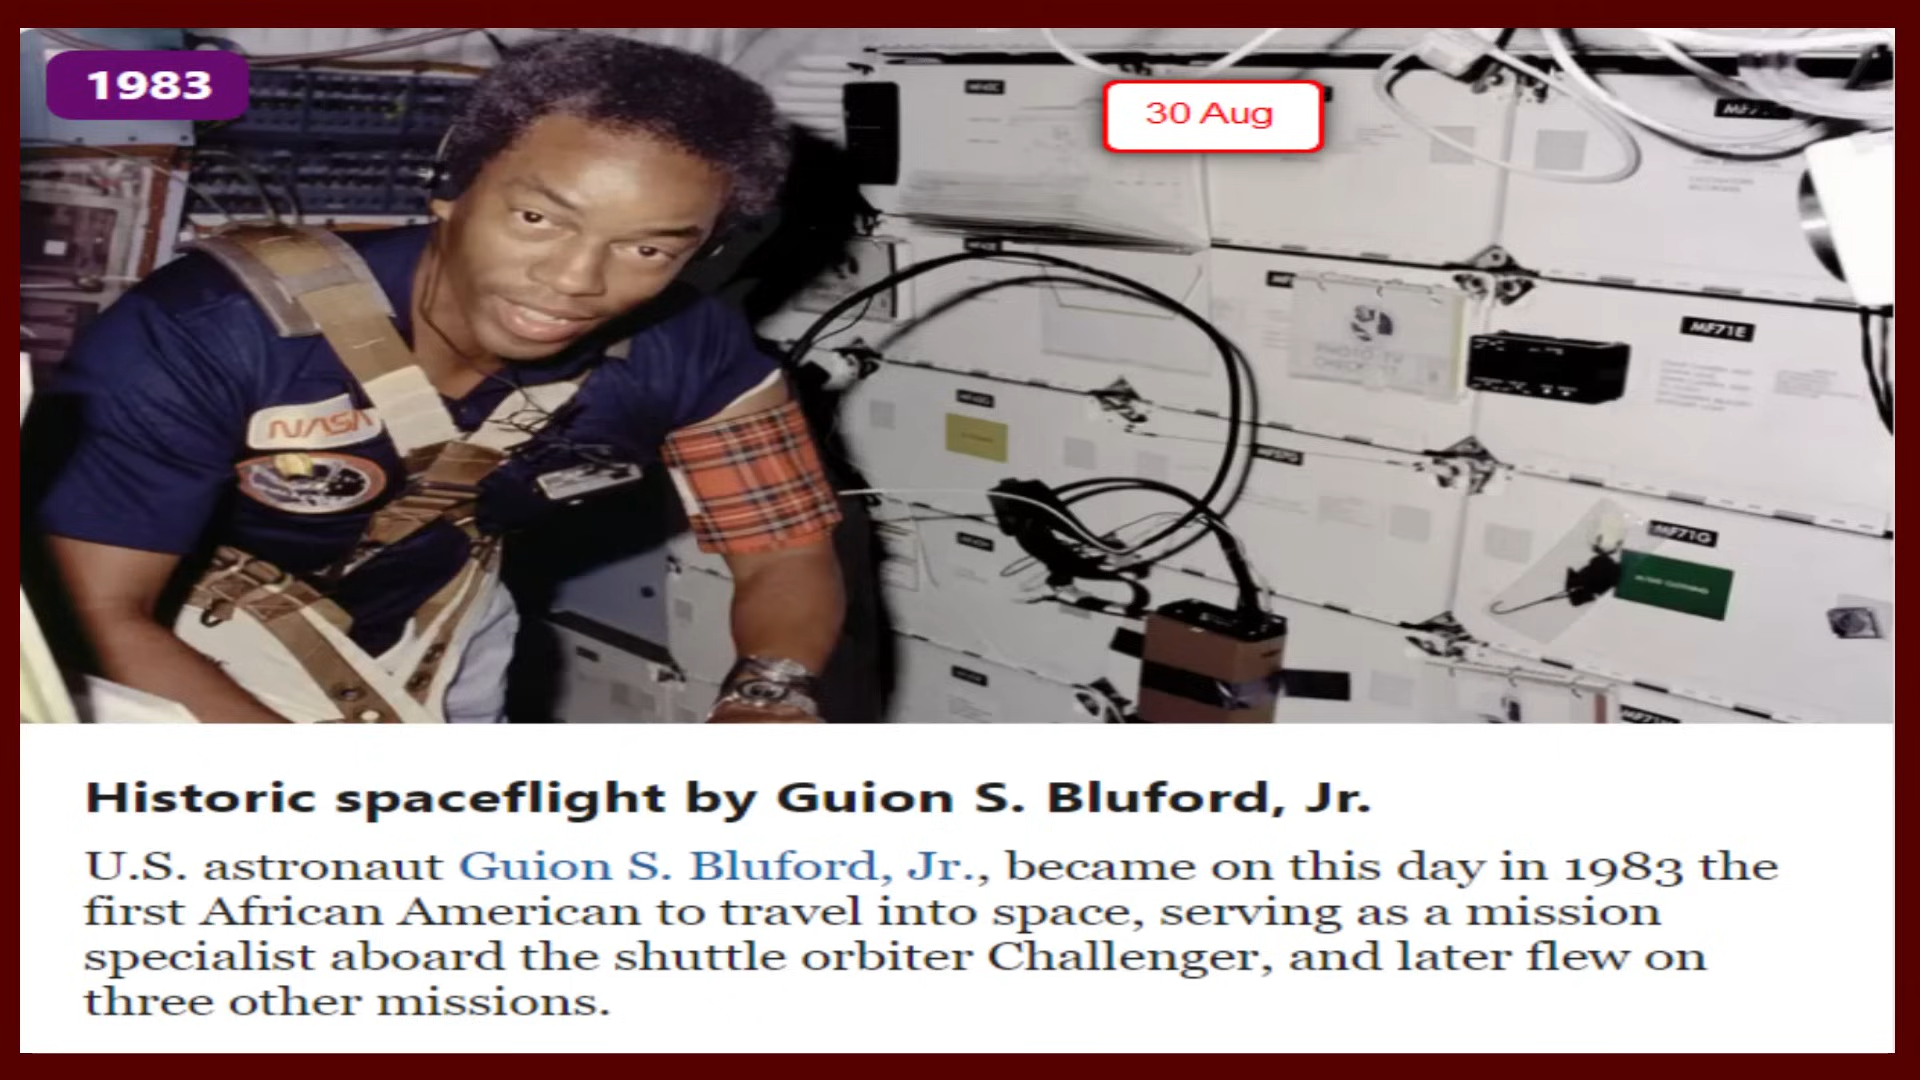 1983
30 Aug
MF71E
NASA
MF71G
Historic spaceflight by Guion S. Bluford, Jr.
U.S. astronaut Guion S. Bluford, Jr., became on this day in 1983 the
first African American to travel into space, serving as a mission
specialist aboard the shuttle orbiter Challenger, and later flew on
three other missions.